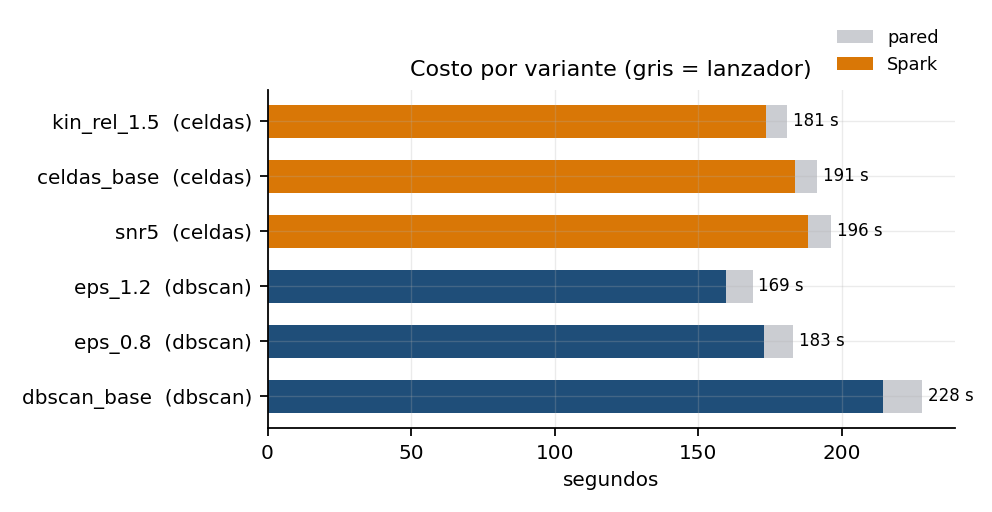 pared
Spark
Costo por variante (gris = lanzador)
kin_rel_1.5 (celdas)
181 s
celdas_base (celdas)
191 s
snr5 (celdas)
196 s
eps_1.2 (dbscan)
169 s
eps_0.8 (dbscan)
183 s
dbscan_base (dbscan)
228 s
0 50 100 150 200
segundos